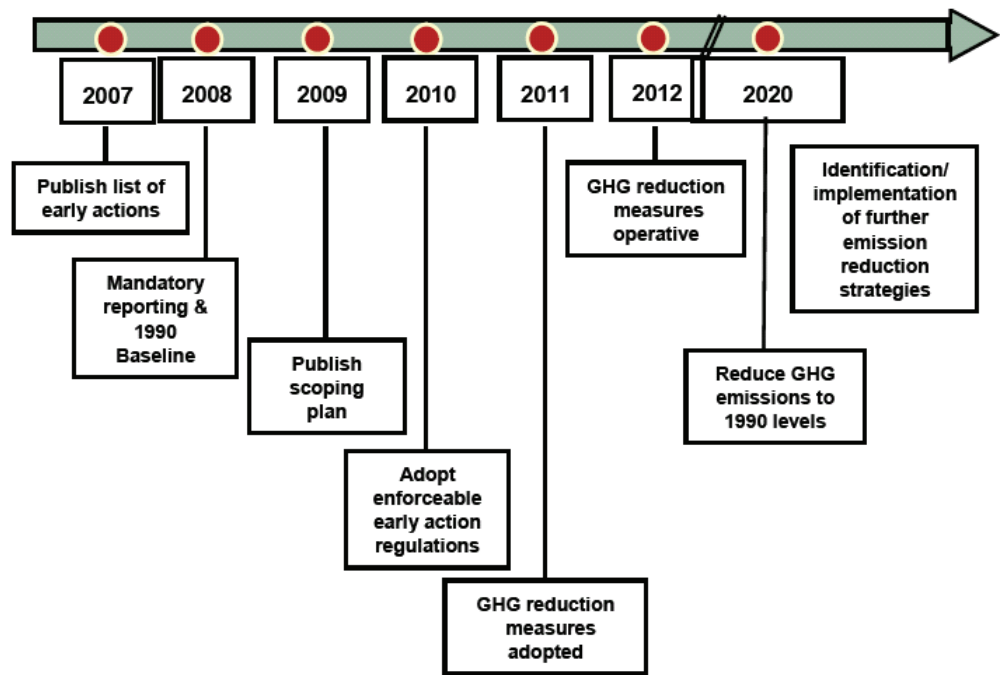 2007
2008
2009
2010
2011
2012
2020
Publish list of
early actions
Mandatory
reporting &
1990
Baseline
Publish
scoping
plan
Adopt
enforceable
early action
regulations
GHG reduction
measures
adopted
GHG reduction
measures
operative
Reduce GHG
emissions to
1990 levels
Identification/
implementation
of further
emission
reduction
strategies